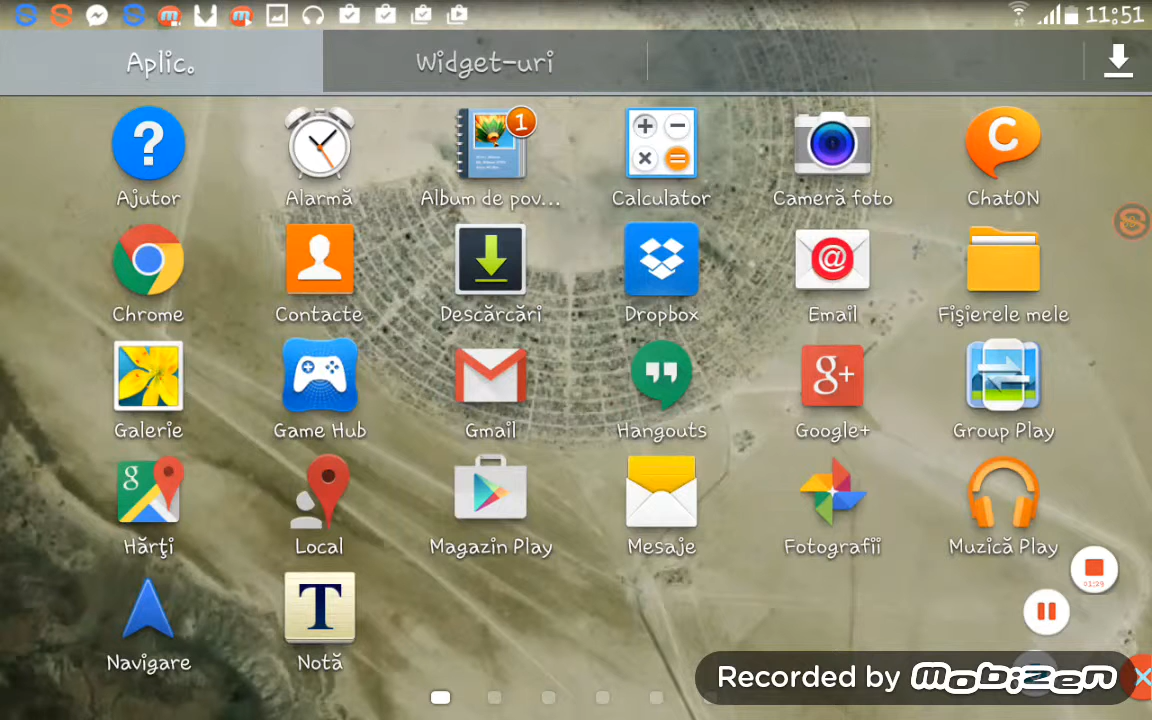 11:51
Aplic.
Widget-uri
1
Ajutor
Alarmă
Album de pov...
Calculator
Cameră foto
ChatON
Chrome
Contacte
Descărcări
Dropbox
Email
Fişierele mele
Galerie
Game Hub
Gmail
Hangouts
Google+
Group Play
Hărţi
Local
Magazin Play
Mesaje
Fotografii
Muzică Play
01:29
Navigare
Notă
Recorded by mobizen